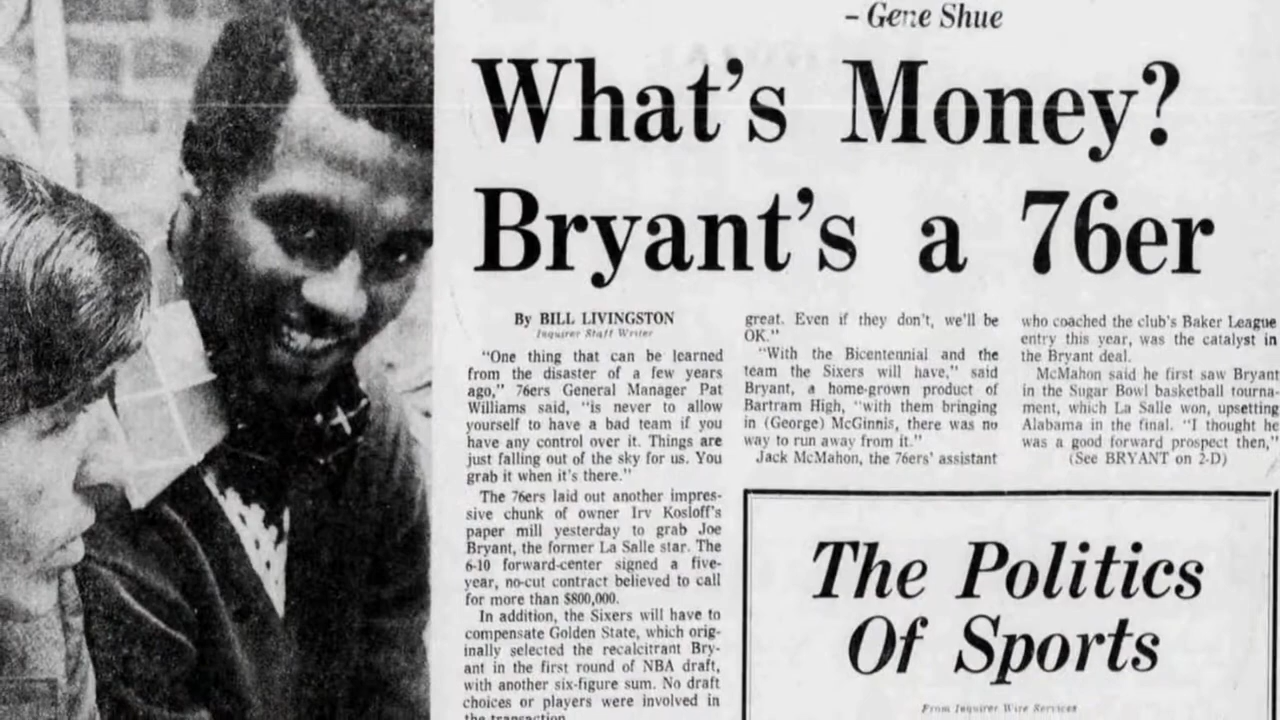 – Gene Shue
What's Money?
Bryant's a 76er
By BILL LIVINGSTON
Inquirer Staff Writer
"One thing that can be learned
from the disaster of a few years
ago," 76ers General Manager Pat
Williams said, "is never to allow
yourself to have a bad team if you
have any control over it. Things are
just falling out of the sky for us. You
grab it when it's there."
The 76ers laid out another impres-
sive chunk of owner Irv Kosloff's
paper mill yesterday to grab Joe
Bryant, the former La Salle star. The
6-10 forward-center signed a five-
year, no-cut contract believed to call
for more than $800,000.
In addition, the Sixers will have to
compensate Golden State, which orig-
inally selected the recalcitrant Bry-
ant in the first round of NBA draft,
with another six-figure sum. No draft
choices or players were involved in
the transaction.
great. Even if they don't, we'll be
OK."
"With the Bicentennial and the
team the Sixers will have," said
Bryant, a home-grown product of
Bartram High, "with them bringing
in (George) McGinnis, there was no
way to run away from it."
Jack McMahon, the 76ers' assistant
who coached the club's Baker League
entry this year, was the catalyst in
the Bryant deal.
McMahon said he first saw Bryant
in the Sugar Bowl basketball tourna-
ment, which La Salle won, upsetting
Alabama in the final. "I thought he
was a good forward prospect then,"
(See BRYANT on 2-D)
The Politics
Of Sports
From Inquirer Wire Services